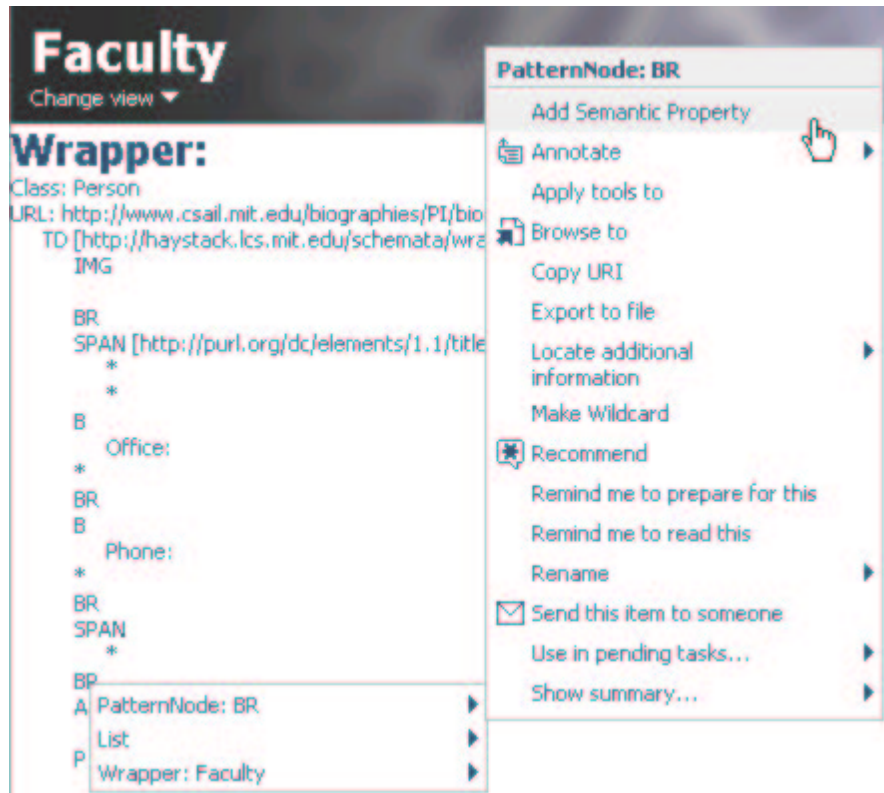 Faculty
Change view
Wrapper:
Class: Person
URL: http://www.csail.mit.edu/biographies/PI/bio
TD [http://haystack.lcs.mit.edu/schemata/wra
IMG
BR
SPAN [http://purl.org/dc/elements/1.1/title
*
*
B
Office:
*
BR
B
Phone:
*
BR
SPAN
*
BR
A
P
PatternNode: BR
List
Wrapper: Faculty
PatternNode: BR
Add Semantic Property
Annotate
Apply tools to
Browse to
Copy URI
Export to file
Locate additional
information
Make Wildcard
Recommend
Remind me to prepare for this
Remind me to read this
Rename
Send this item to someone
Use in pending tasks...
Show summary...